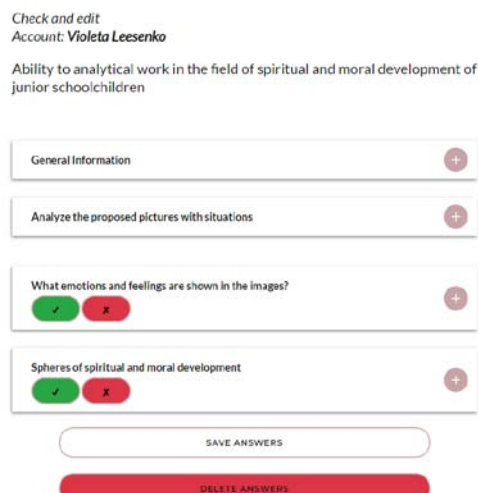 Check and edit
Account: Violeta Leesenko
Ability to analytical work in the field of spiritual and moral development of
junior schoolchildren
General Information
+
Analyze the proposed pictures with situations
+
What emotions and feelings are shown in the images?
✓ ✗
+
Spheres of spiritual and moral development
✓ ✗
+
SAVE ANSWERS
DELETE ANSWERS